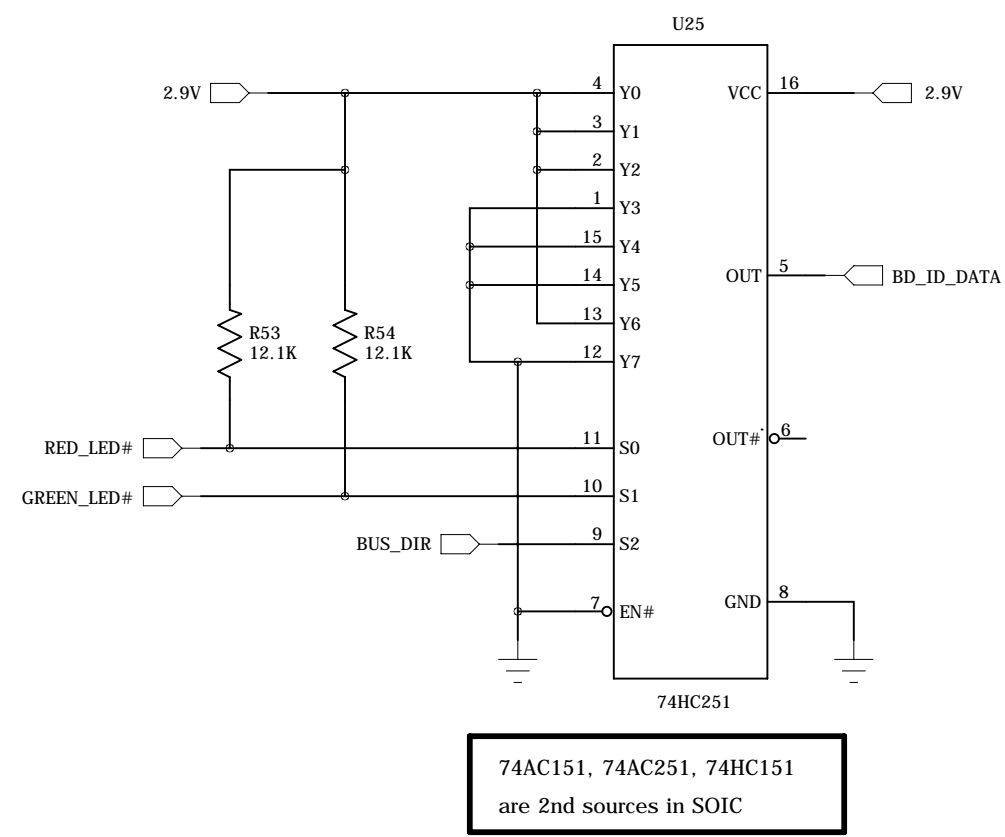 U25
2.9V
4 Y0
VCC 16
2.9V
3 Y1
2 Y2
1 Y3
15 Y4
14 Y5
OUT 5
BD_ID_DATA
13 Y6
R53
12.1K
R54
12.1K
12 Y7
RED_LED#
11 S0
OUT# 6
GREEN_LED#
10 S1
BUS_DIR
9 S2
7 EN#
GND 8
74HC251
74AC151, 74AC251, 74HC151
are 2nd sources in SOIC